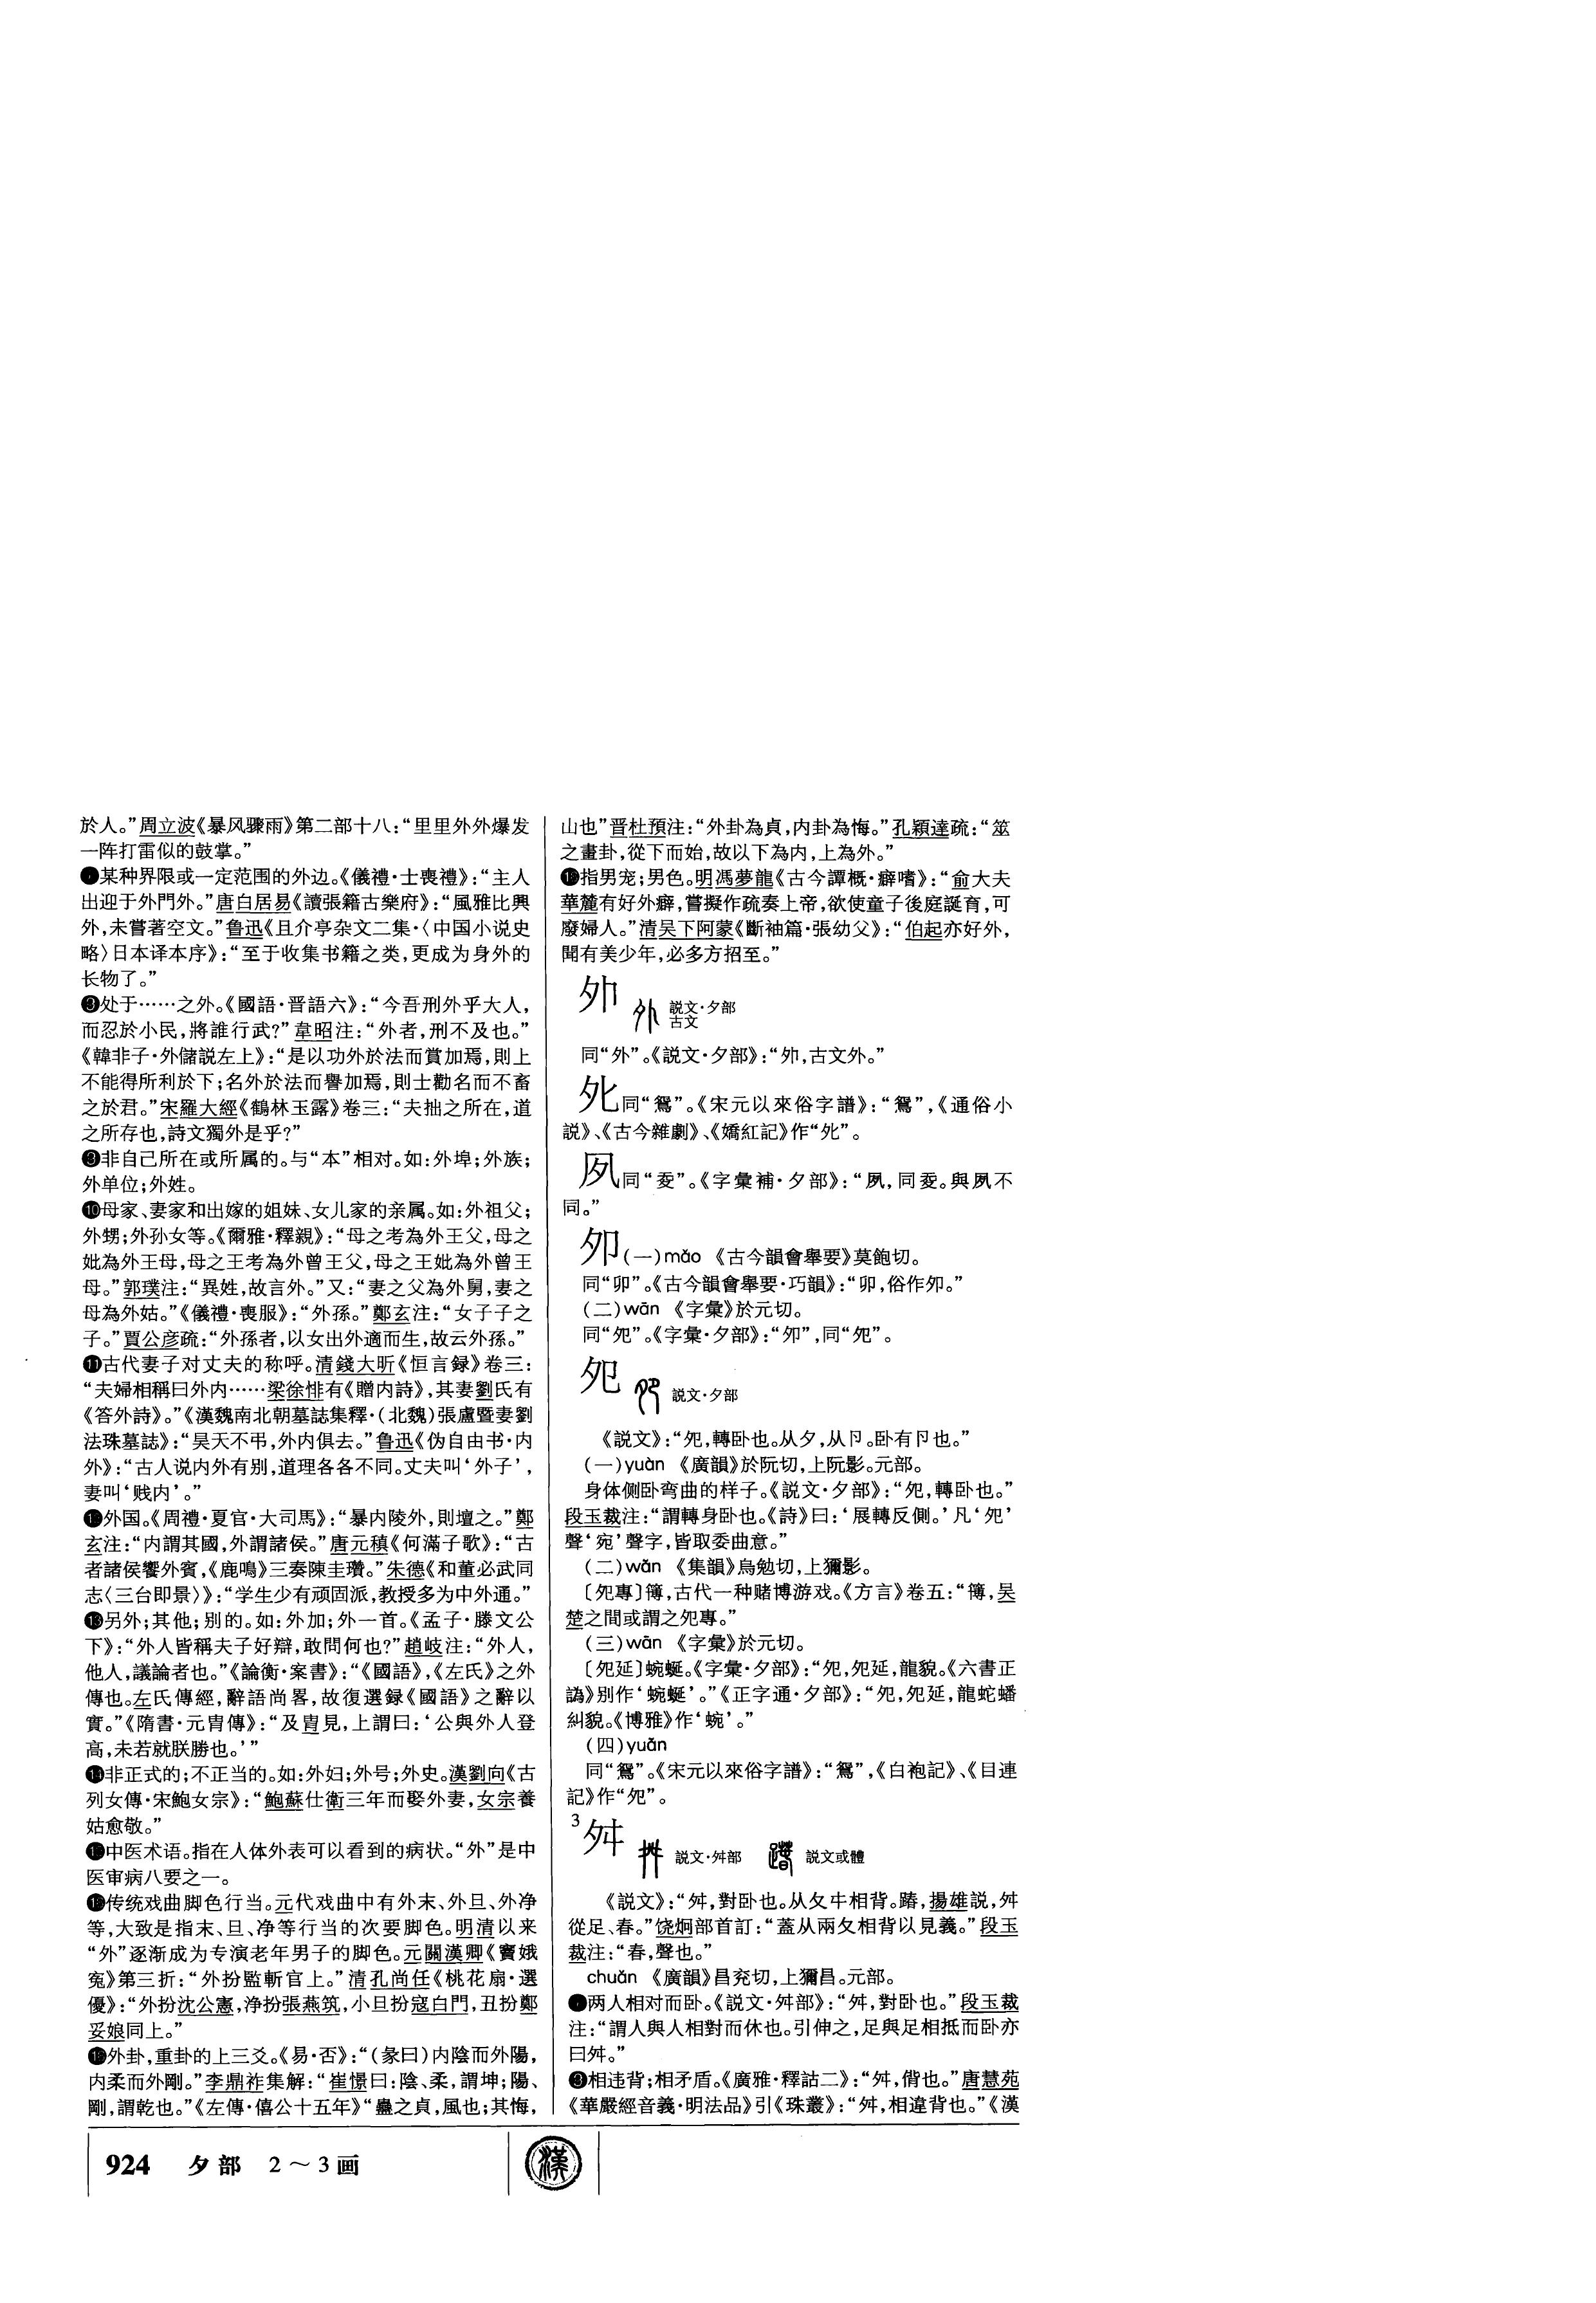 於人。”周立波《暴风骤雨》第二部十八：“里里外外爆发
一阵打雷似的鼓掌。”
❼某种界限或一定范围的外边。《儀禮·士喪禮》：“主人
出迎于外門外。”唐白居易《讀張籍古樂府》：“風雅比興
外，未嘗著空文。”鲁迅《且介亭杂文二集·〈中国小说史
略〉日本译本序》：“至于收集书籍之类，更成为身外的
长物了。”
❽处于……之外。《國語·晋語六》：“今吾刑外乎大人，
而忍於小民，將誰行武？”韋昭注：“外者，刑不及也。”
《韓非子·外儲説左上》：“是以功外於法而賞加焉，則上
不能得所利於下；名外於法而譽加焉，則士勸名而不畜
之於君。”宋羅大經《鶴林玉露》卷三：“夫拙之所在，道
之所存也，詩文獨外是乎？”
❾非自己所在或所属的。与“本”相对。如：外埠；外族；
外单位；外姓。
❿母家、妻家和出嫁的姐妹、女儿家的亲属。如：外祖父；
外甥；外孙女等。《爾雅·釋親》：“母之考為外王父，母之
妣為外王母，母之王考為外曾王父，母之王妣為外曾王
母。”郭璞注：“異姓，故言外。”又：“妻之父為外舅，妻之
母為外姑。”《儀禮·喪服》：“外孫。”鄭玄注：“女子子之
子。”賈公彦疏：“外孫者，以女出外適而生，故云外孫。”
⓫古代妻子对丈夫的称呼。清錢大昕《恒言録》卷三：
“夫婦相稱曰外内……梁徐悱有《贈内詩》，其妻劉氏有
《答外詩》。”《漢魏南北朝墓誌集釋·（北魏）張盧暨妻劉
法珠墓誌》：“昊天不弔，外内俱去。”鲁迅《伪自由书·内
外》：“古人说内外有别，道理各各不同。丈夫叫‘外子’，
妻叫‘贱内’。”
⓬外国。《周禮·夏官·大司馬》：“暴内陵外，則壇之。”鄭
玄注：“内謂其國，外謂諸侯。”唐元稹《何滿子歌》：“古
者諸侯饗外賓，《鹿鳴》三奏陳圭瓚。”朱德《和董必武同
志〈三台即景〉》：“学生少有顽固派，教授多为中外通。”
⓭另外；其他；别的。如：外加；外一首。《孟子·滕文公
下》：“外人皆稱夫子好辯，敢問何也？”趙岐注：“外人，
他人，議論者也。”《論衡·案書》：“《國語》，《左氏》之外
傳也。左氏傳經，辭語尚畧，故復選録《國語》之辭以
實。”《隋書·元胄傳》：“及胄見，上謂曰：‘公與外人登
高，未若就朕勝也。’”
⓮非正式的；不正当的。如：外妇；外号；外史。漢劉向《古
列女傳·宋鮑女宗》：“鮑蘇仕衛三年而娶外妻，女宗養
姑愈敬。”
⓯中医术语。指在人体外表可以看到的病状。“外”是中
医审病八要之一。
⓰传统戏曲脚色行当。元代戏曲中有外末、外旦、外净
等，大致是指末、旦、净等行当的次要脚色。明清以来
“外”逐渐成为专演老年男子的脚色。元關漢卿《竇娥
寃》第三折：“外扮監斬官上。”清孔尚任《桃花扇·選
優》：“外扮沈公憲，净扮張燕筑，小旦扮寇白門，丑扮鄭
妥娘同上。”
⓱外卦，重卦的上三爻。《易·否》：“（彖曰）内陰而外陽，
内柔而外剛。”李鼎祚集解：“崔憬曰：陰、柔，謂坤；陽、
剛，謂乾也。”《左傳·僖公十五年》“蠱之貞，風也；其悔，
山也”晋杜預注：“外卦為貞，内卦為悔。”孔穎達疏：“筮
之畫卦，從下而始，故以下為内，上為外。”
⓲指男宠；男色。明馮夢龍《古今譚概·癖嗜》：“俞大夫
華麓有好外癖，嘗擬作疏奏上帝，欲使童子後庭誕育，可
廢婦人。”清吴下阿蒙《斷袖篇·張幼父》：“伯起亦好外，
聞有美少年，必多方招至。”
夘 説文·夕部
古文
同“外”。《説文·夕部》：“，古文外。”
同“鴛”。《宋元以來俗字譜》：“鴛”，《通俗小
説》、《古今雜劇》、《嬌紅記》作“”。
同“㚇”。《字彙補·夕部》：“，同㚇。與夙不
同。”
夘（一）mǎo 《古今韻會舉要》莫飽切。
同“卯”。《古今韻會舉要·巧韻》：“卯，俗作夘。”
（二）wān 《字彙》於元切。
同“夗”。《字彙·夕部》：“夘”，同“夗”。
夗 説文·夕部
《説文》：“夗，轉卧也。从夕，从卪。卧有卪也。”
（一）yuàn 《廣韻》於阮切，上阮影。元部。
身体侧卧弯曲的样子。《説文·夕部》：“夗，轉卧也。”
段玉裁注：“謂轉身卧也。《詩》曰：‘展轉反側。’凡‘夗’
聲‘宛’聲字，皆取委曲意。”
（二）wǎn 《集韻》烏勉切，上獮影。
〔夗專〕簿，古代一种赌博游戏。《方言》卷五：“簿，吴
楚之間或謂之夗專。”
（三）wān 《字彙》於元切。
〔夗延〕蜿蜒。《字彙·夕部》：“夗，夗延，龍貌。《六書正
譌》别作‘蜿蜒’。”《正字通·夕部》：“夗，夗延，龍蛇蟠
糾貌。《博雅》作‘蜿’。”
（四）yuān
同“鴛”。《宋元以來俗字譜》：“鴛”，《白袍記》、《目連
記》作“夗”。
3 舛 説文·舛部 説文或體
《説文》：“舛，對卧也。从夂㐄相背。踳，揚雄説，舛
從足、春。”饶炯部首訂：“蓋从兩夂相背以見義。”段玉
裁注：“春，聲也。”
chuǎn 《廣韻》昌兖切，上獮昌。元部。
❶两人相对而卧。《説文·舛部》：“舛，對卧也。”段玉裁
注：“謂人與人相對而休也。引伸之，足與足相抵而卧亦
曰舛。”
❷相违背；相矛盾。《廣雅·釋詁二》：“舛，偝也。”唐慧苑
《華嚴經音義·明法品》引《珠叢》：“舛，相違背也。”《漢
924 夕部 2～3画
漢